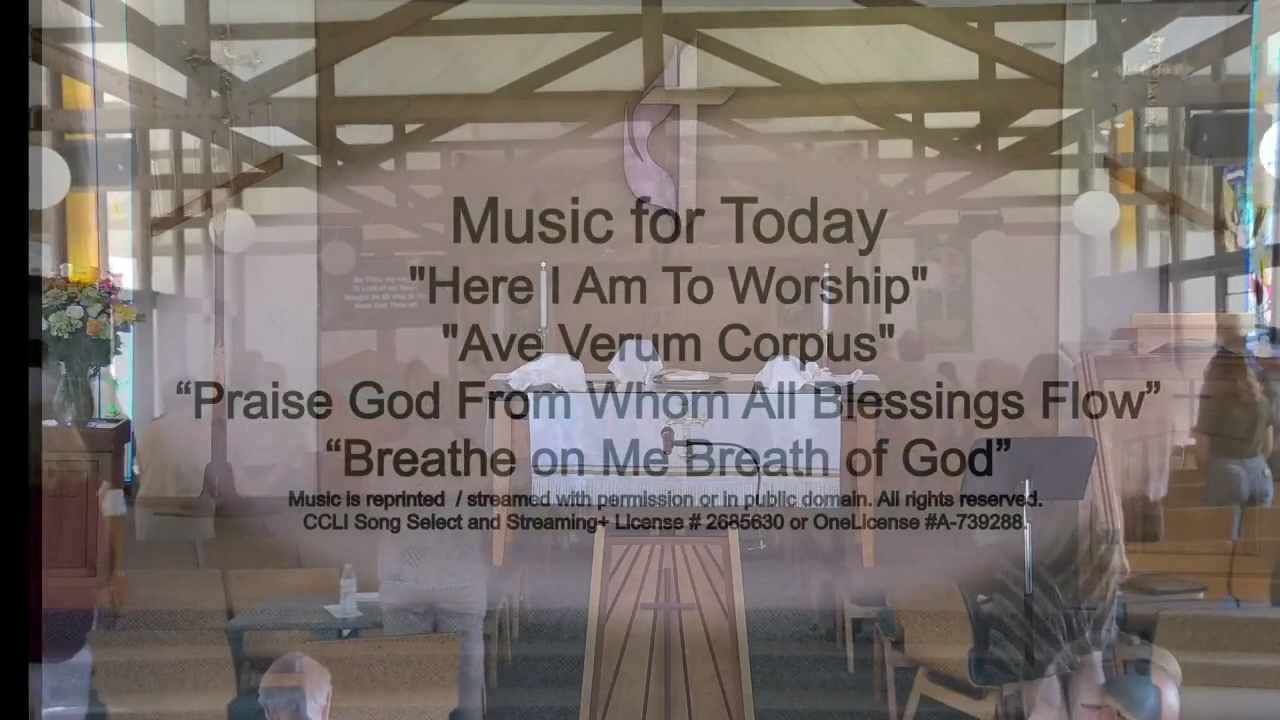 Music for Today
"Here I Am To Worship"
"Ave Verum Corpus"
“Praise God From Whom All Blessings Flow”
“Breathe on Me Breath of God”
Music is reprinted / streamed with permission or in public domain. All rights reserved.
CCLI Song Select and Streaming+ License # 2685630 or OneLicense #A-739288.